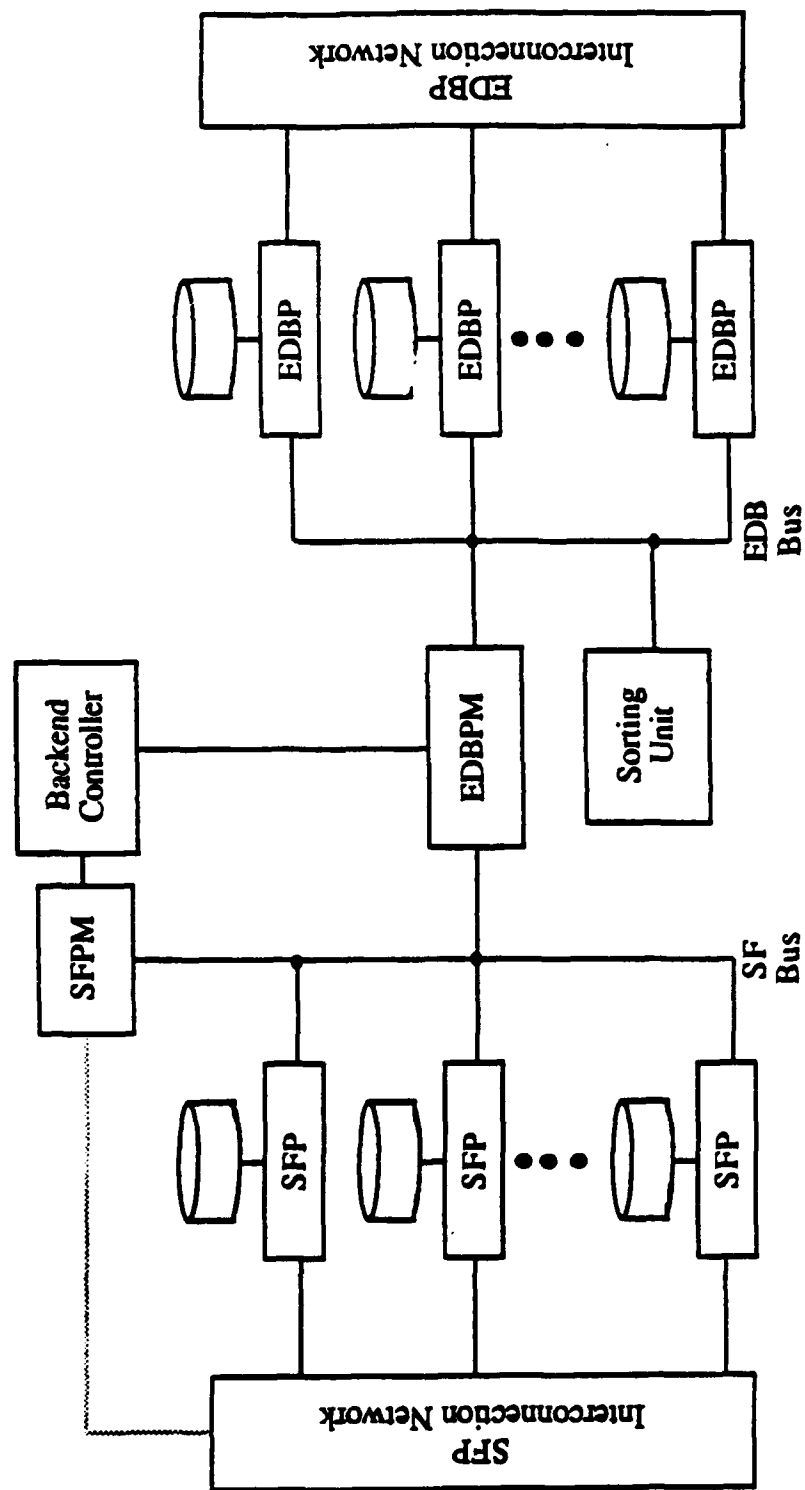 Backend
Controller
SFPM
SFP
Interconnection Network
SFP
SFP
SFP
SF
Bus
EDBPM
Sorting
Unit
EDB
Bus
EDBP
EDBP
EDBP
EDBP
Interconnection Network